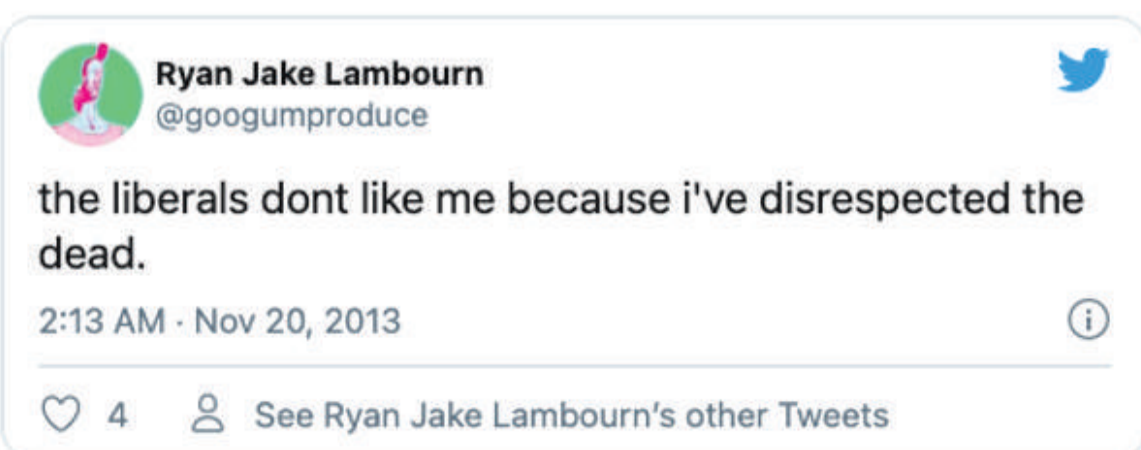 Ryan Jake Lambourn
@googumproduce
the liberals dont like me because i've disrespected the
dead.
2:13 AM · Nov 20, 2013
4 See Ryan Jake Lambourn's other Tweets